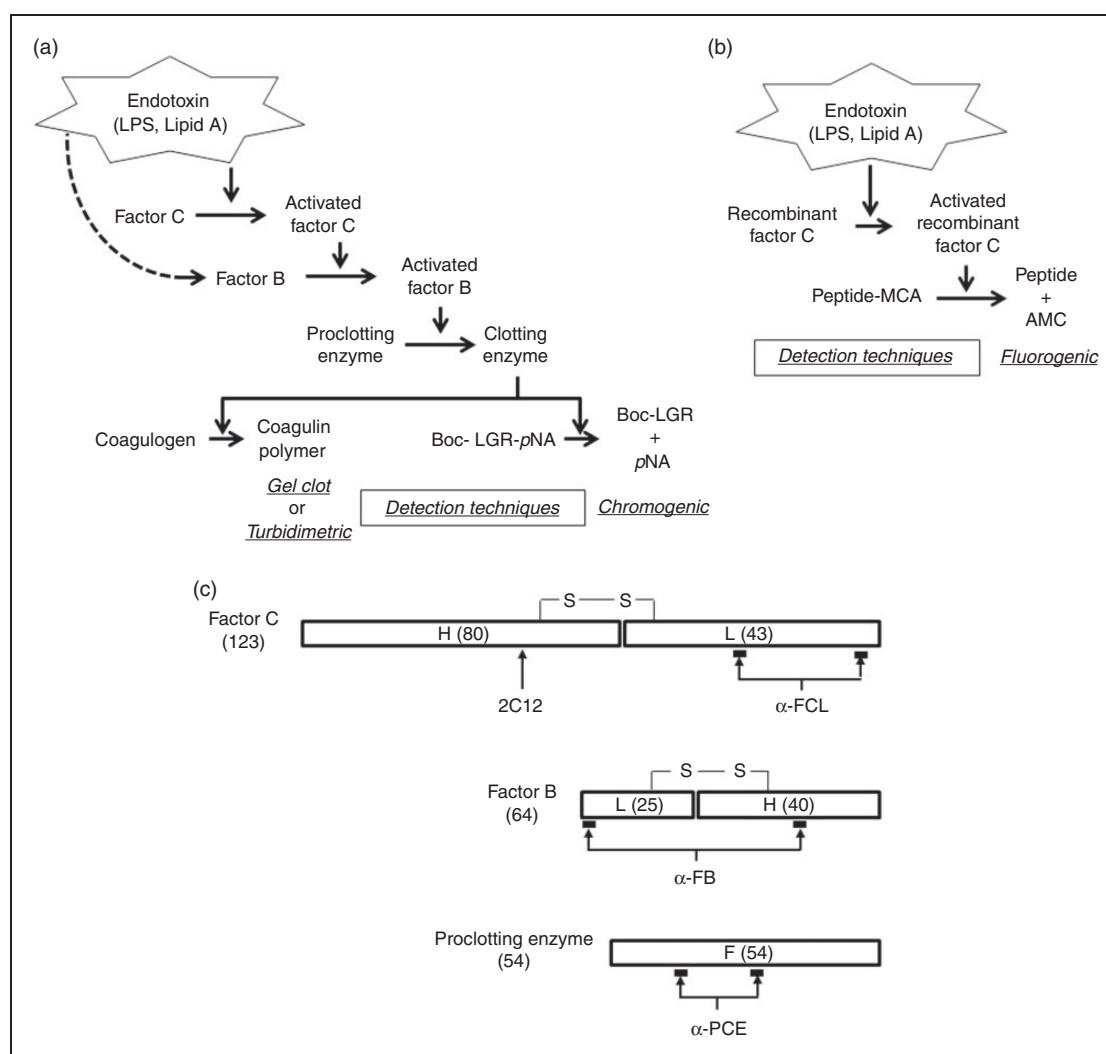 (a)
Endotoxin
(LPS, Lipid A)
Factor C
Activated
factor C
Factor B
Activated
factor B
Proclotting
enzyme
Clotting
enzyme
Coagulogen
Coagulin
polymer
Boc- LGR-pNA
Boc-LGR
+
pNA
Gel clot
or
Turbidimetric
Detection techniques
Chromogenic
(b)
Endotoxin
(LPS, Lipid A)
Recombinant
factor C
Activated
recombinant
factor C
Peptide-MCA
Peptide
+
AMC
Detection techniques
Fluorogenic
(c)
Factor C
(123)
S S
H (80)
L (43)
2C12
α-FCL
Factor B
(64)
S S
L (25)
H (40)
α-FB
Proclotting enzyme
(54)
F (54)
α-PCE